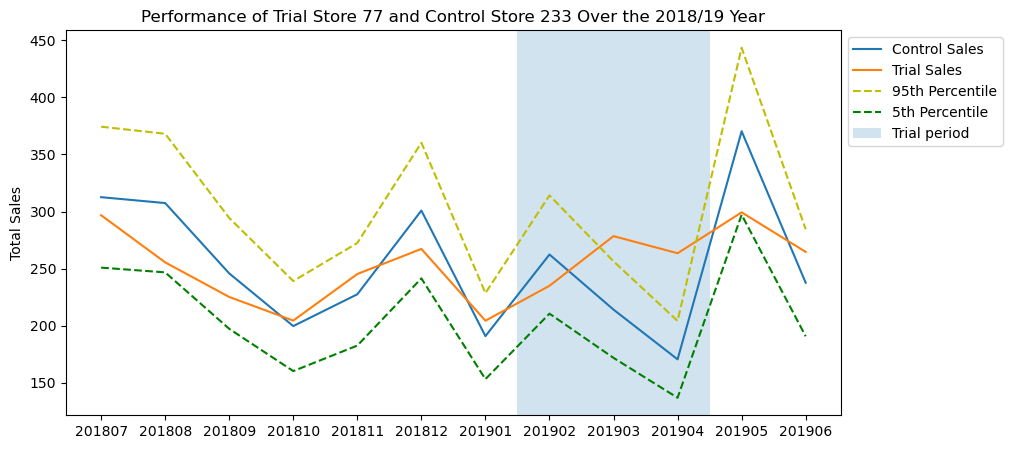 Performance of Trial Store 77 and Control Store 233 Over the 2018/19 Year
Total Sales
450
400
350
300
250
200
150
201807 201808 201809 201810 201811 201812 201901 201902 201903 201904 201905 201906
Control Sales
Trial Sales
95th Percentile
5th Percentile
Trial period